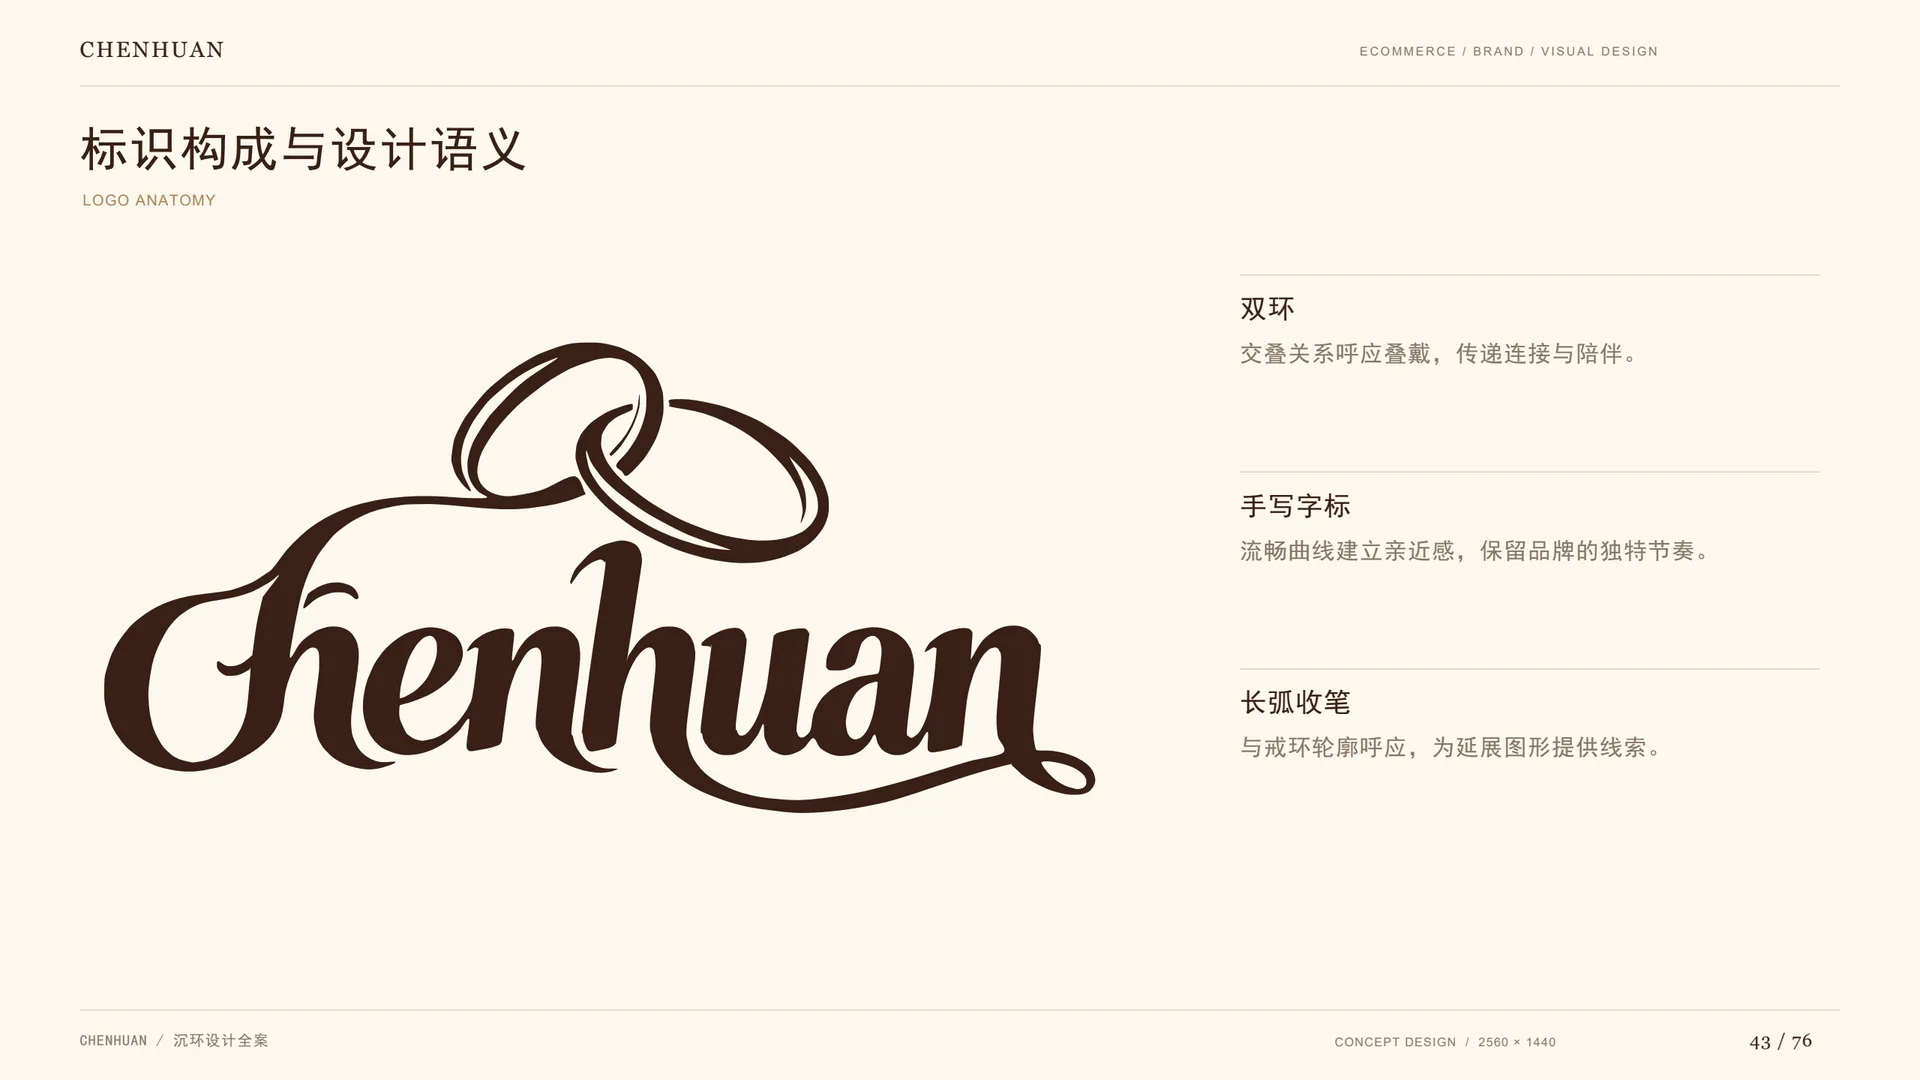 CHENHUAN
ECOMMERCE / BRAND / VISUAL DESIGN
标识构成与设计语义
LOGO ANATOMY
Chenhuan
双环
交叠关系呼应叠戴，传递连接与陪伴。
手写字标
流畅曲线建立亲近感，保留品牌的独特节奏。
长弧收笔
与戒环轮廓呼应，为延展图形提供线索。
CHENHUAN / 沉环设计全案
CONCEPT DESIGN / 2560 × 1440
43 / 76